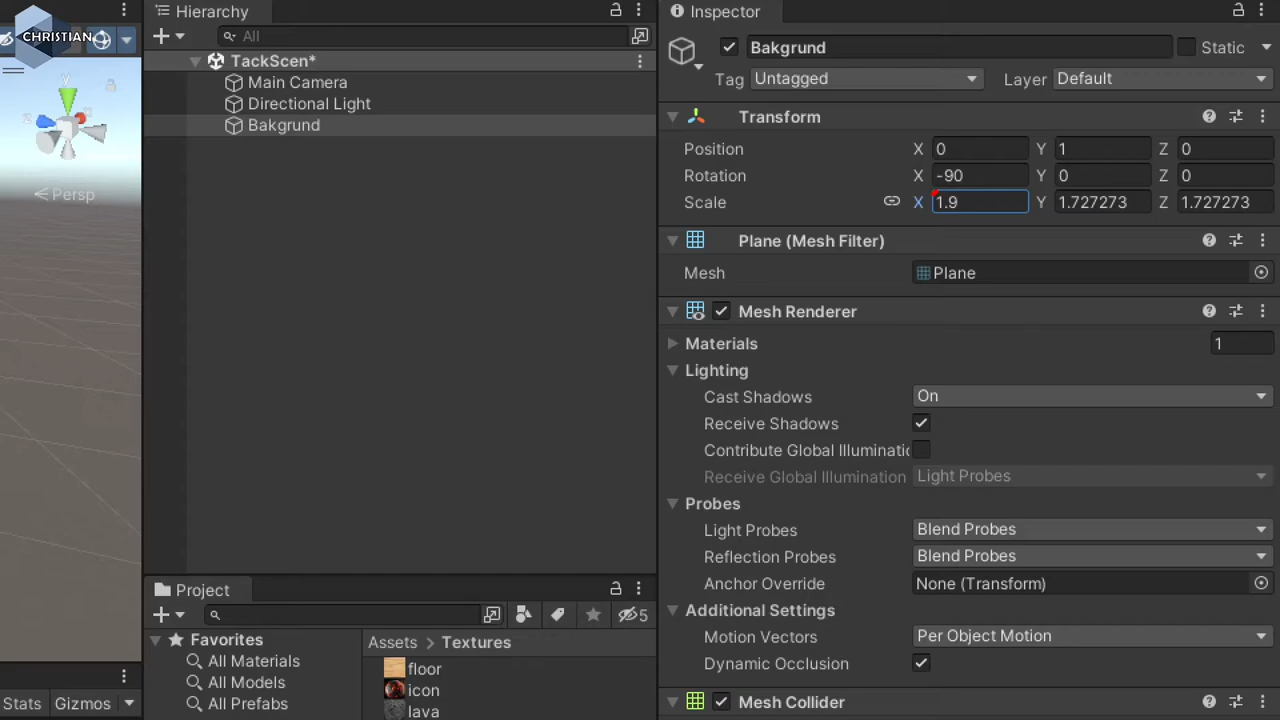 CHRISTIAN
Hierarchy
All
TackScen*
Main Camera
Directional Light
Bakgrund
y
z
x
Persp
Stats
Gizmos
Project
5
Favorites
All Materials
All Models
All Prefabs
Assets > Textures
floor
icon
lava
Inspector
Bakgrund
Static
Tag Untagged
Layer Default
Transform
Position X 0 Y 1 Z 0
Rotation X -90 Y 0 Z 0
Scale X 1.9 Y 1.727273 Z 1.727273
Plane (Mesh Filter)
Mesh Plane
Mesh Renderer
Materials 1
Lighting
Cast Shadows On
Receive Shadows
Contribute Global Illuminatic
Receive Global Illumination Light Probes
Probes
Light Probes Blend Probes
Reflection Probes Blend Probes
Anchor Override None (Transform)
Additional Settings
Motion Vectors Per Object Motion
Dynamic Occlusion
Mesh Collider